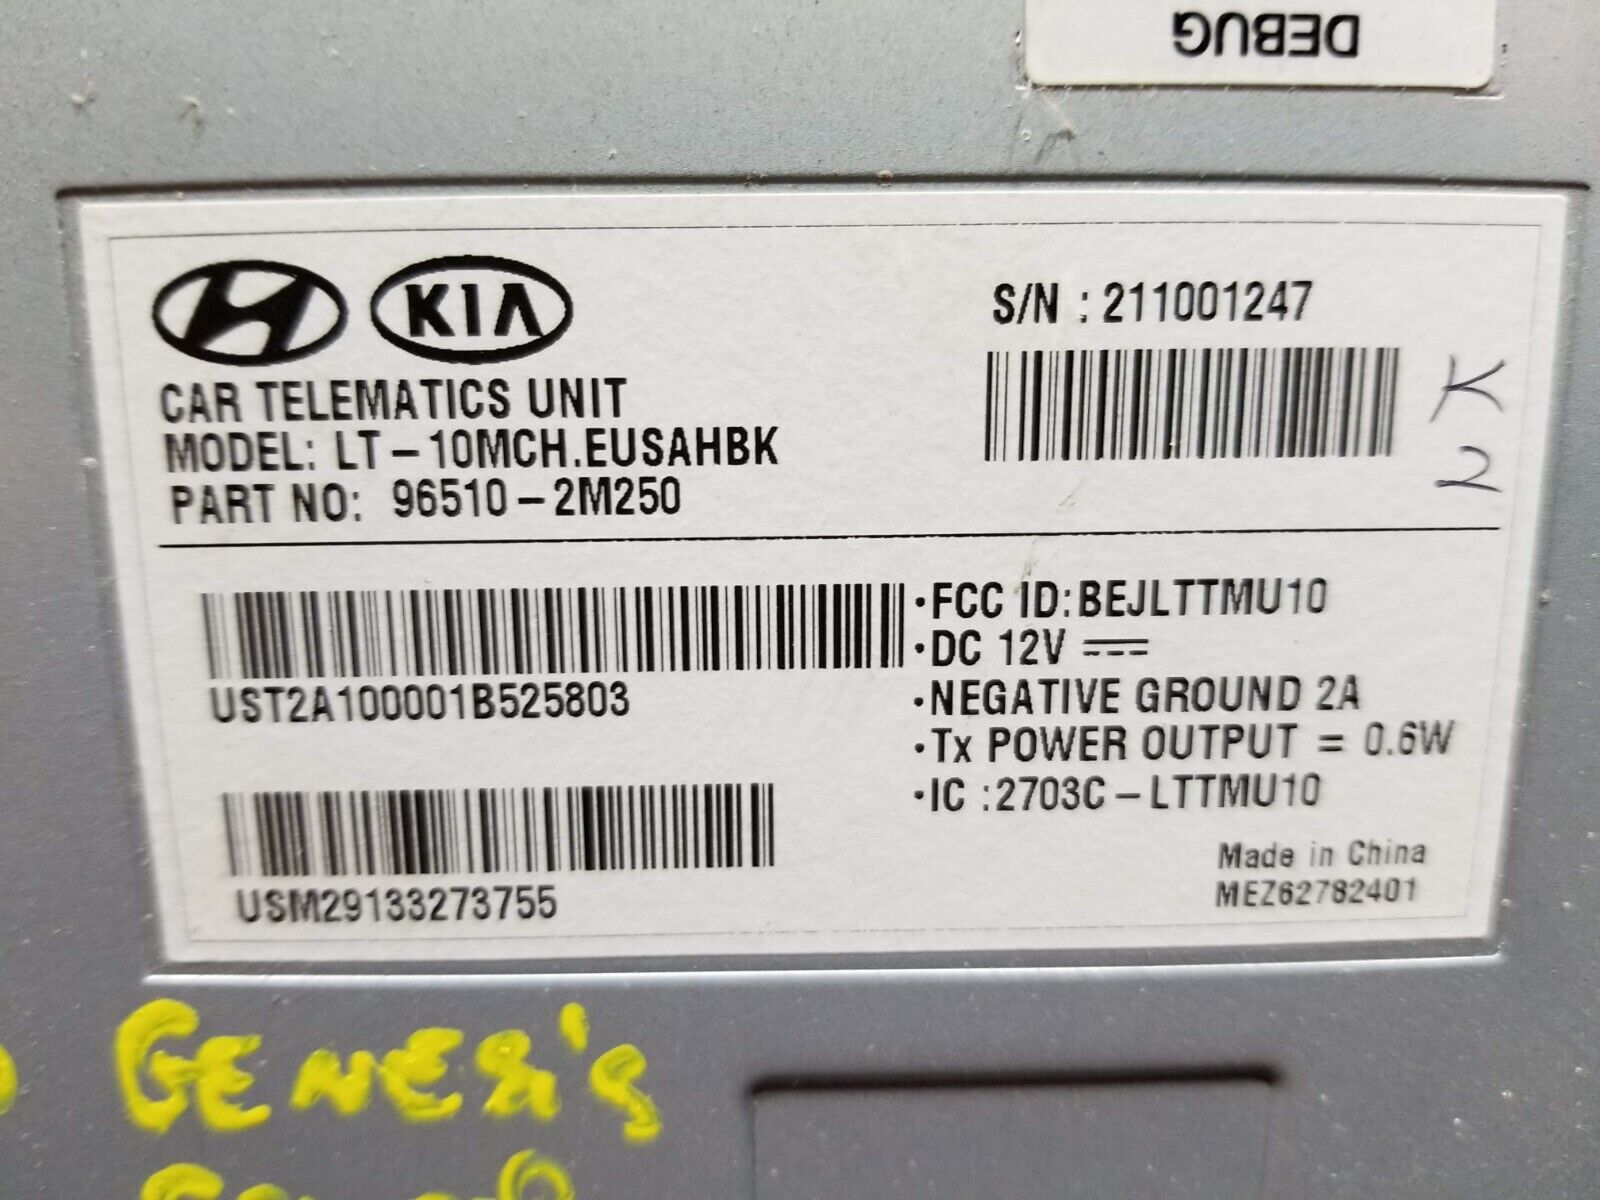 DEBUG
KIA
S/N : 211001247
CAR TELEMATICS UNIT
MODEL: LT-10MCH.EUSAHBK
PART NO: 96510-2M250
K
2
UST2A100001B525803
USM29133273755
·FCC ID:BEJLTTMU10
·DC 12V
·NEGATIVE GROUND 2A
·Tx POWER OUTPUT = 0.6W
·IC :2703C-LTTMU10
Made in China
MEZ62782401
GENESiS